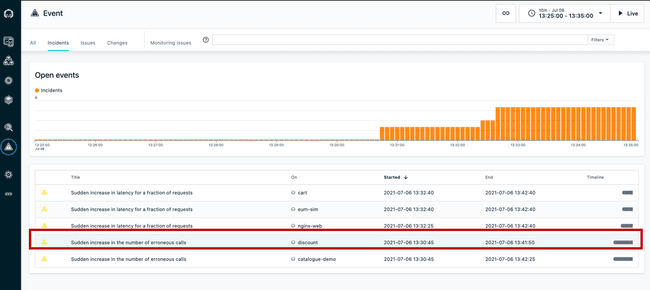 Event
10m - Jul 06
13:25:00 - 13:35:00
Live
All Incidents Issues Changes Monitoring issues
Filters
Open events
Incidents
6
13:25:00 13:26:00 13:27:00 13:28:00 13:29:00 13:30:00 13:31:00 13:32:00 13:33:00 13:34:00 13:35:00
Jul 06
Title On Started End Timeline
Sudden increase in latency for a fraction of requests cart 2021-07-06 13:32:40 2021-07-06 13:42:40
Sudden increase in latency for a fraction of requests eum-sim 2021-07-06 13:32:40 2021-07-06 13:42:40
Sudden increase in latency for a fraction of requests nginx-web 2021-07-06 13:32:25 2021-07-06 13:42:40
Sudden increase in the number of erroneous calls discount 2021-07-06 13:30:45 2021-07-06 13:41:50
Sudden increase in the number of erroneous calls catalogue-demo 2021-07-06 13:30:45 2021-07-06 13:42:25